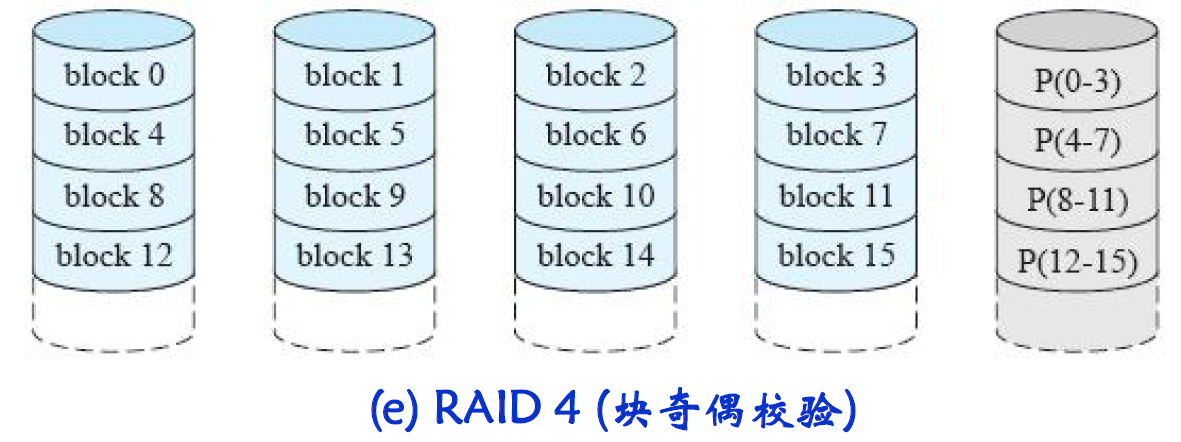 block 0 block 1 block 2 block 3 P(0-3)
block 4 block 5 block 6 block 7 P(4-7)
block 8 block 9 block 10 block 11 P(8-11)
block 12 block 13 block 14 block 15 P(12-15)
(e) RAID 4 (块奇偶校验)